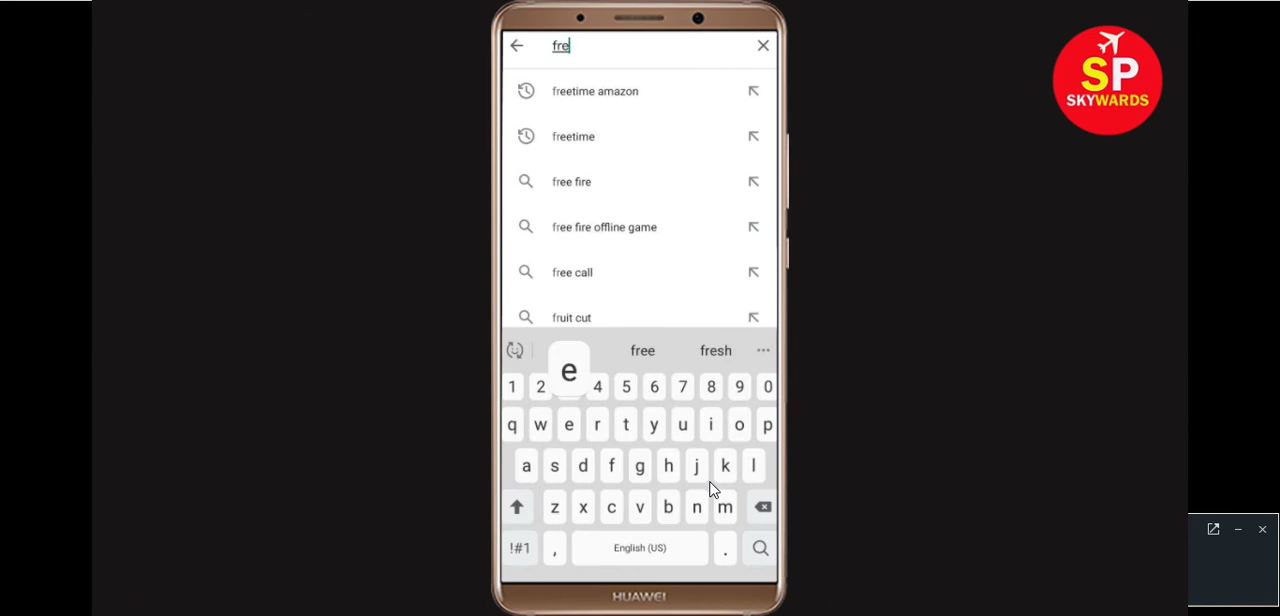 fre
SP
SKYWARDS
freetime amazon
freetime
free fire
free fire offline game
free call
fruit cut
free fresh
e
1 2 4 5 6 7 8 9 0
q w e r t y u i o p
a s d f g h j k l
z x c v b n m
!#1 , English (US) .
HUAWEI